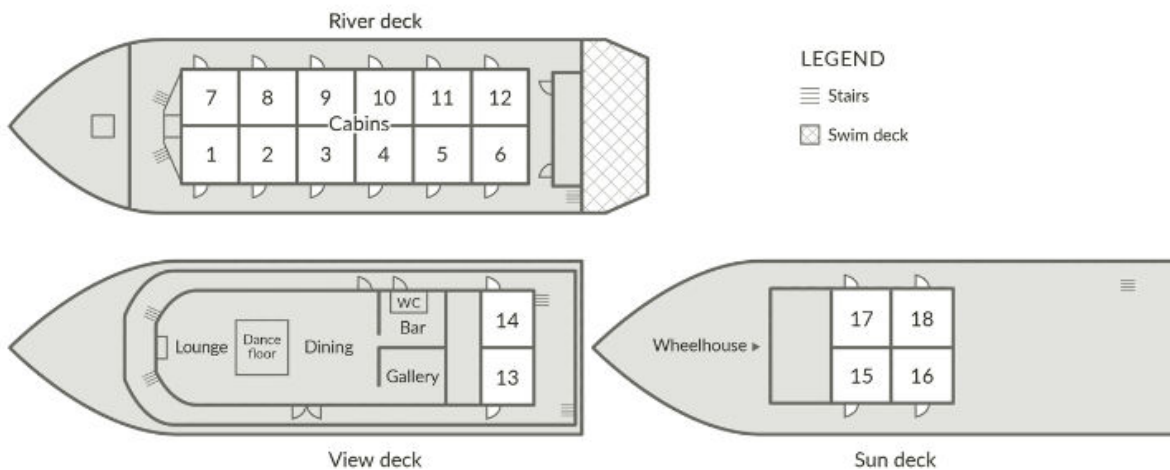 River deck
7 8 9 10 11 12
Cabins
1 2 3 4 5 6
LEGEND
Stairs
Swim deck
WC
Bar
14
Lounge
Dance
floor
Dining
Gallery
13
View deck
17 18
Wheelhouse
15 16
Sun deck